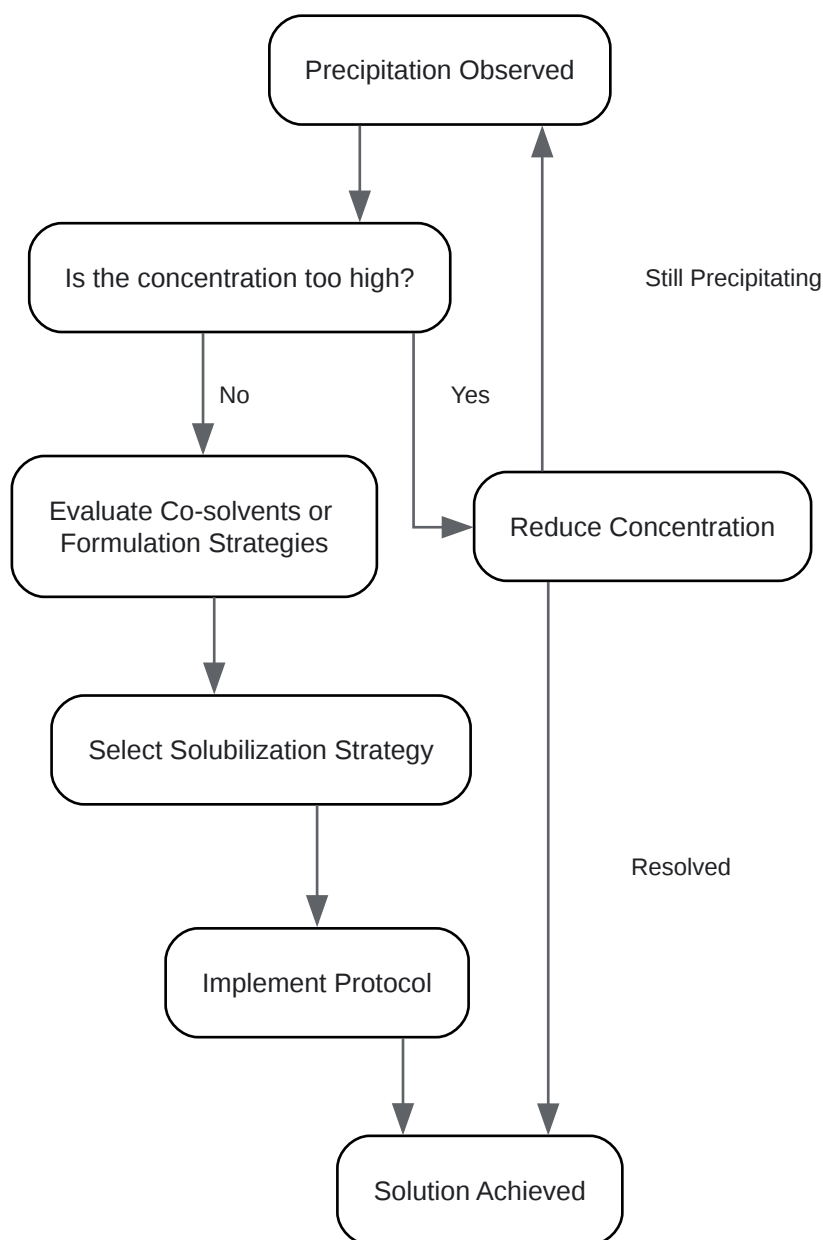 Precipitation Observed
Is the concentration too high?
Still Precipitating
No
Yes
Evaluate Co-solvents or
Formulation Strategies
Reduce Concentration
Select Solubilization Strategy
Resolved
Implement Protocol
Solution Achieved